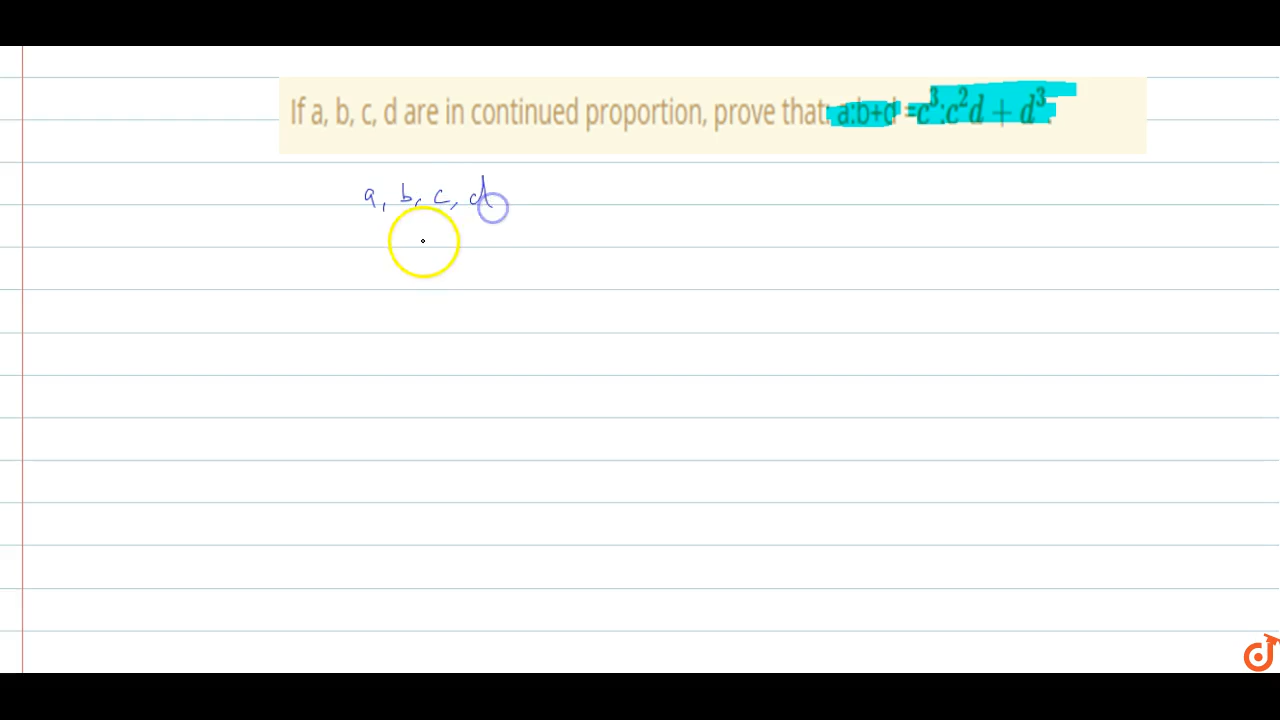 If a, b, c, d are in continued proportion, prove that: a:b+d =c³:c²d + d³.
a, b, c, d